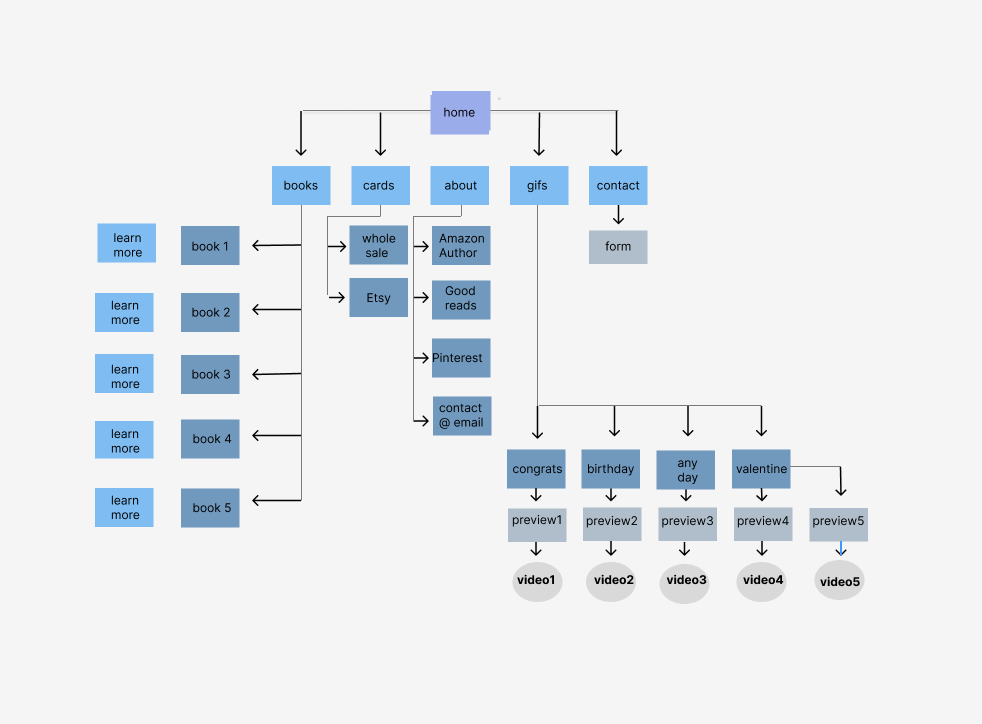 home
books
cards
about
gifs
contact
learn
more
book 1
whole
sale
Amazon
Author
form
learn
more
book 2
Etsy
Good
reads
learn
more
book 3
Pinterest
learn
more
book 4
contact
@ email
learn
more
book 5
congrats
birthday
any
day
valentine
preview1
preview2
preview3
preview4
preview5
video1
video2
video3
video4
video5